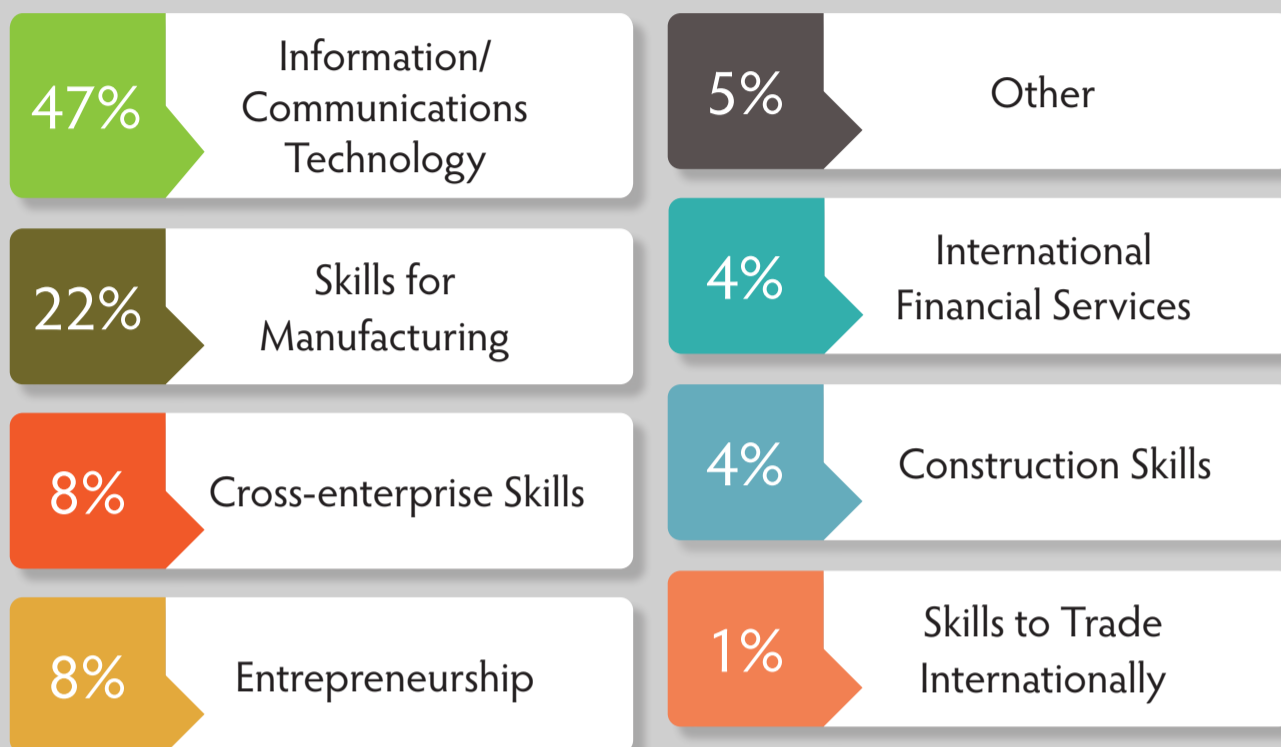 47%
Information/
Communications
Technology
22%
Skills for
Manufacturing
8%
Cross-enterprise Skills
8%
Entrepreneurship
5%
Other
4%
International
Financial Services
4%
Construction Skills
1%
Skills to Trade
Internationally